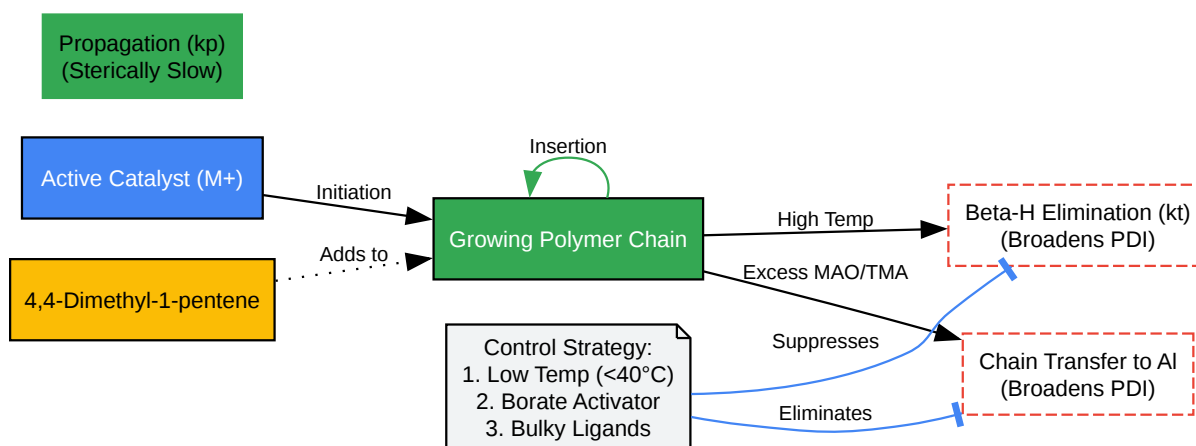 Propagation (kp)
(Sterically Slow)
Active Catalyst (M+)
Initiation
Insertion
Growing Polymer Chain
4,4-Dimethyl-1-pentene
Adds to
High Temp
Beta-H Elimination (kt)
(Broadens PDI)
Excess MAO/TMA
Chain Transfer to Al
(Broadens PDI)
Control Strategy:
1. Low Temp (<40°C)
2. Borate Activator
3. Bulky Ligands
Suppresses
Eliminates